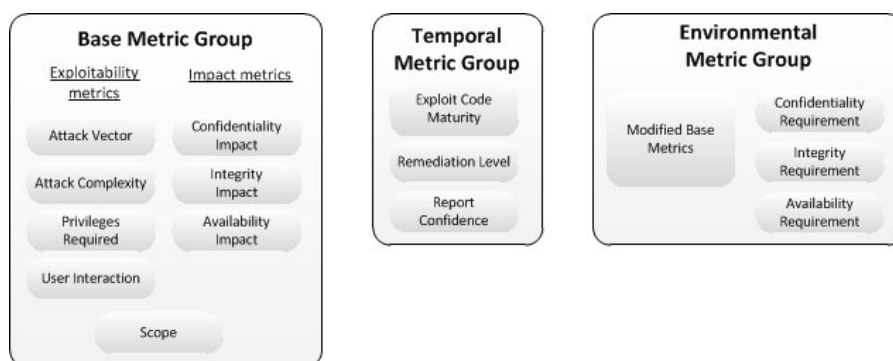 Base Metric Group
Exploitability
metrics
Impact metrics
Attack Vector
Confidentiality
Impact
Attack Complexity
Integrity
Impact
Privileges
Required
Availability
Impact
User Interaction
Scope
Temporal
Metric Group
Exploit Code
Maturity
Remediation Level
Report
Confidence
Environmental
Metric Group
Modified Base
Metrics
Confidentiality
Requirement
Integrity
Requirement
Availability
Requirement